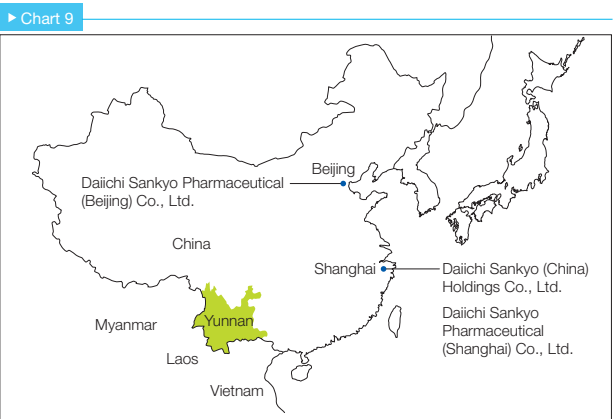 ▶ Chart 9
Beijing
Daiichi Sankyo Pharmaceutical
(Beijing) Co., Ltd.
China
Shanghai
Daiichi Sankyo (China)
Holdings Co., Ltd.
Daiichi Sankyo
Pharmaceutical
(Shanghai) Co., Ltd.
Myanmar
Yunnan
Laos
Vietnam